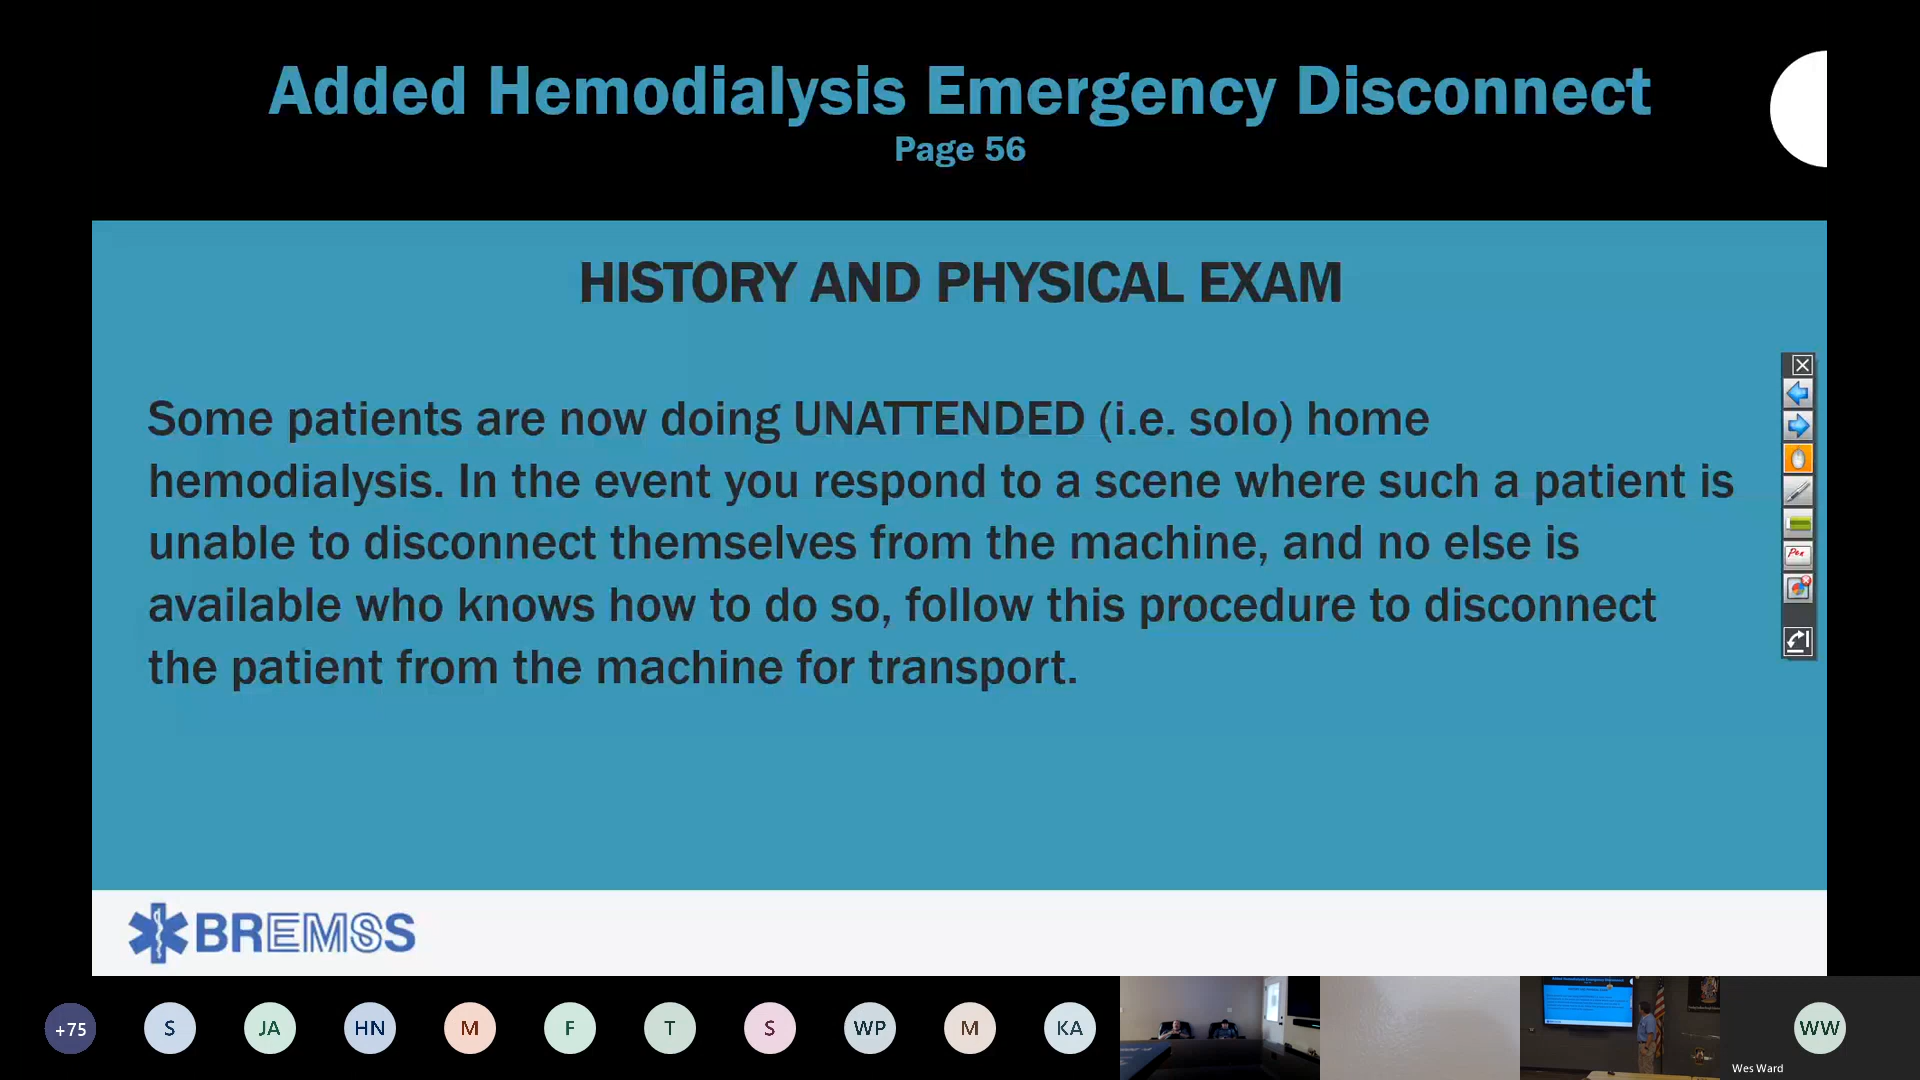 Added Hemodialysis Emergency Disconnect
Page 56
HISTORY AND PHYSICAL EXAM
Some patients are now doing UNATTENDED (i.e. solo) home
hemodialysis. In the event you respond to a scene where such a patient is
unable to disconnect themselves from the machine, and no else is
available who knows how to do so, follow this procedure to disconnect
the patient from the machine for transport.
Pen
BREMSS
+75
S
JA
HN
M
F
T
S
WP
M
KA
WW
Wes Ward